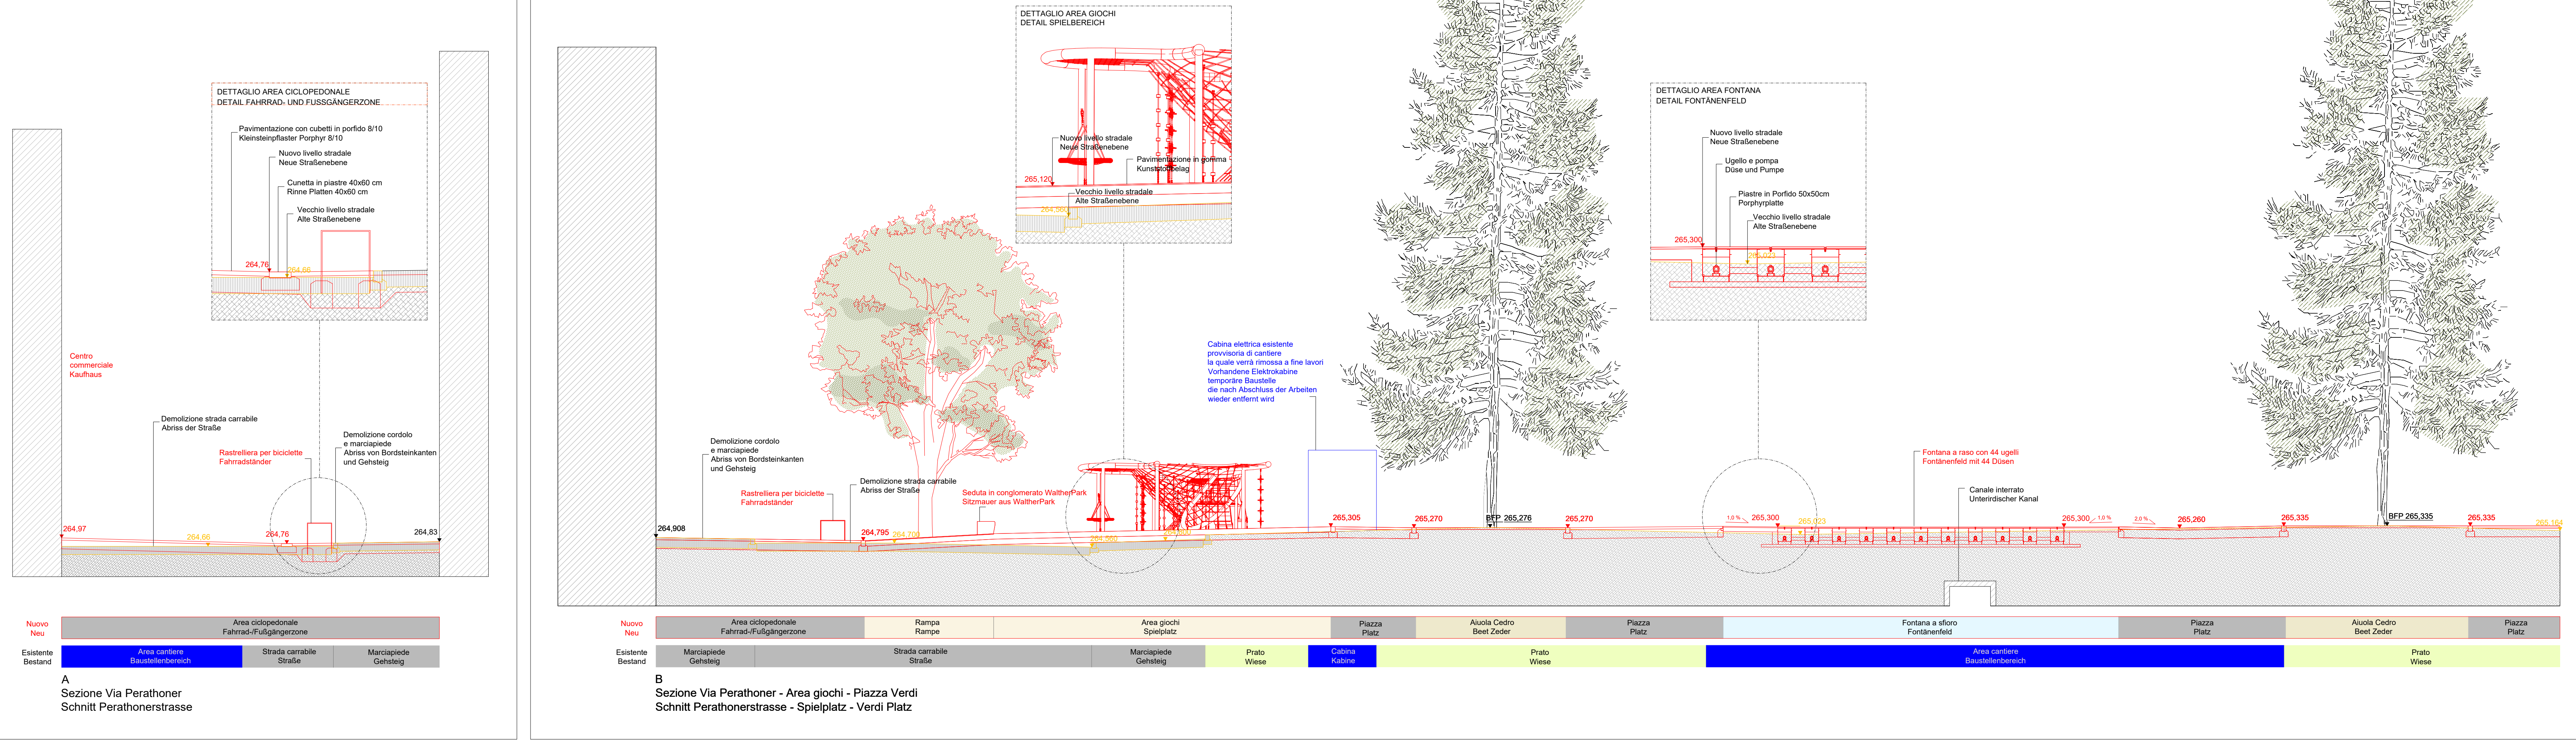 DETTAGLIO AREA CICLOPEDONALE
DETAIL FAHRRAD- UND FUSSGÄNGERZONE
Pavimentazione con cubetti in porfido 8/10
Kleinsteinpflaster Porphyr 8/10
Nuovo livello stradale
Neue Straßenebene
Cunetta in piastre 40x60 cm
Rinne Platten 40x60 cm
Vecchio livello stradale
Alte Straßenebene
264,76
264,66
Centro
commerciale
Kaufhaus
Demolizione strada carrabile
Abriss der Straße
Rastrelliera per biciclette
Fahrradständer
Demolizione cordolo
e marciapiede
Abriss von Bordsteinkanten
und Gehsteig
264,97
264,66
264,76
264,83
Nuovo
Neu
Area ciclopedonale
Fahrrad-/Fußgängerzone
Esistente
Bestand
Area cantiere
Baustellenbereich
Strada carrabile
Straße
Marciapiede
Gehsteig
A
Sezione Via Perathoner
Schnitt Perathonerstrasse
DETTAGLIO AREA GIOCHI
DETAIL SPIELBEREICH
Nuovo livello stradale
Neue Straßenebene
Pavimentazione in gomma
Kunststoffbelag
265,120
Vecchio livello stradale
Alte Straßenebene
DETTAGLIO AREA FONTANA
DETAIL FONTÄNENFELD
Nuovo livello stradale
Neue Straßenebene
Ugello e pompa
Düse und Pumpe
Piastre in Porfido 50x50cm
Porphyrplatte
Vecchio livello stradale
Alte Straßenebene
265,300
265,023
Cabina elettrica esistente
provvisoria di cantiere
la quale verrà rimossa a fine lavori
Vorhandene Elektrokabine
temporäre Baustelle
die nach Abschluss der Arbeiten
wieder entfernt wird
Demolizione cordolo
e marciapiede
Abriss von Bordsteinkanten
und Gehsteig
Rastrelliera per biciclette
Fahrradständer
Demolizione strada carrabile
Abriss der Straße
Seduta in conglomerato WaltherPark
Sitzmauer aus WaltherPark
Fontana a raso con 44 ugelli
Fontänenfeld mit 44 Düsen
Canale interrato
Unterirdischer Kanal
264,908
264,795
264,700
265,305
265,270
BFP 265,276
265,270
1,0 %
265,300
265,023
265,300
1,0 %
2,0 %
265,260
265,335
BFP 265,335
265,335
265,184
Nuovo
Neu
Area ciclopedonale
Fahrrad-/Fußgängerzone
Rampa
Rampe
Area giochi
Spielplatz
Piazza
Platz
Aiuola Cedro
Beet Zeder
Piazza
Platz
Fontana a sfioro
Fontänenfeld
Piazza
Platz
Aiuola Cedro
Beet Zeder
Piazza
Platz
Esistente
Bestand
Marciapiede
Gehsteig
Strada carrabile
Straße
Marciapiede
Gehsteig
Prato
Wiese
Cabina
Kabine
Prato
Wiese
Area cantiere
Baustellenbereich
Prato
Wiese
B
Sezione Via Perathoner - Area giochi - Piazza Verdi
Schnitt Perathonerstrasse - Spielplatz - Verdi Platz